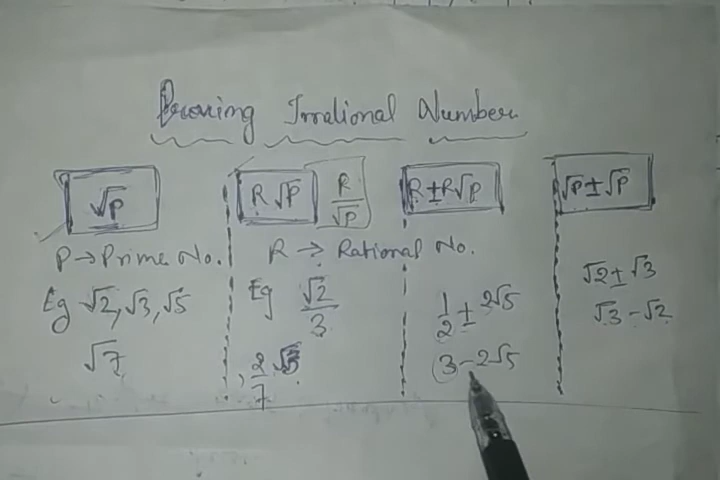 Proving Irrational Number
√P
R√P
R/√P
R±R√P
√P±√P
P→Prime No.
R→Rational No.
Eg √2, √3, √5
√7
Eg √2/3
, 2/7
1/2 ± 2√5
3-2√5
√2±√3
√3-√2